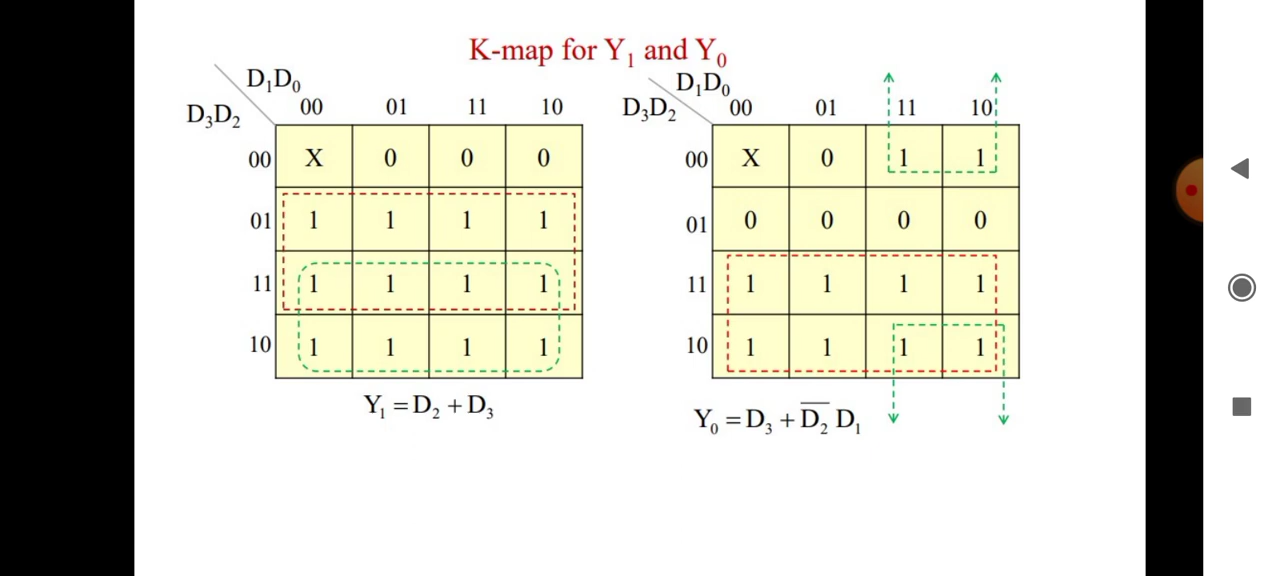 K-map for Y₁ and Y₀
D₁D₀
D₃D₂ 00 01 11 10
00 X 0 0 0
01 1 1 1 1
11 1 1 1 1
10 1 1 1 1
Y₁ = D₂ + D₃
D₁D₀
D₃D₂ 00 01 11 10
00 X 0 1 1
01 0 0 0 0
11 1 1 1 1
10 1 1 1 1
Y₀ = D₃ + D̅₂ D₁